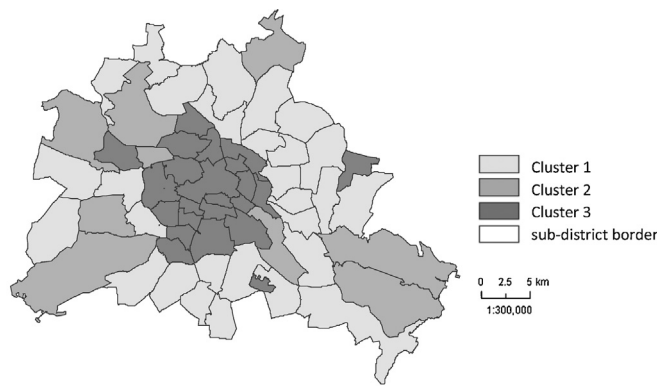 Cluster 1
Cluster 2
Cluster 3
sub-district border
0 2.5 5 km
1:300,000